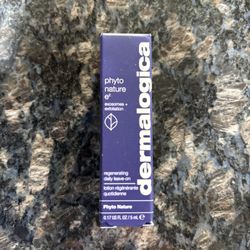 phyto
nature
e²
exosomes +
exfoliation
regenerating
daily leave-on
lotion régénérante
quotidienne
Phyto Nature
0.17 US FL OZ / 5 mL e
dermalogica